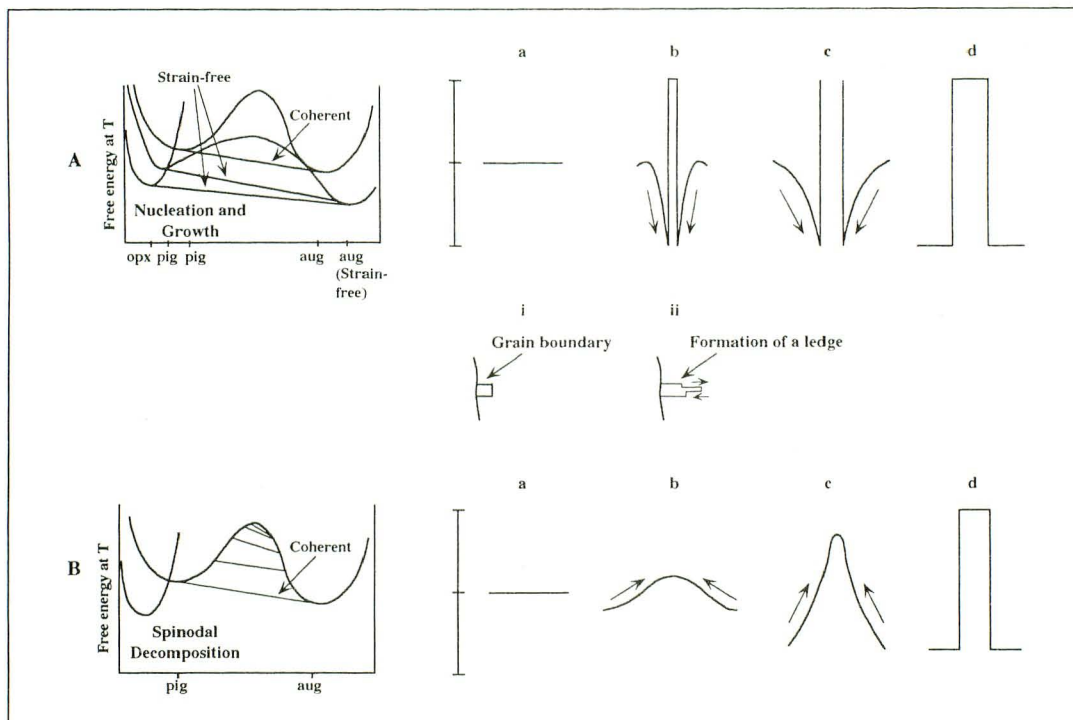 a
b
c
d
Strain-free
Coherent
A
Free energy at T
Nucleation and
Growth
opx pig pig aug aug
(Strain-
free)
i
ii
Grain boundary
Formation of a ledge
a
b
c
d
B
Free energy at T
Coherent
Spinodal
Decomposition
pig aug